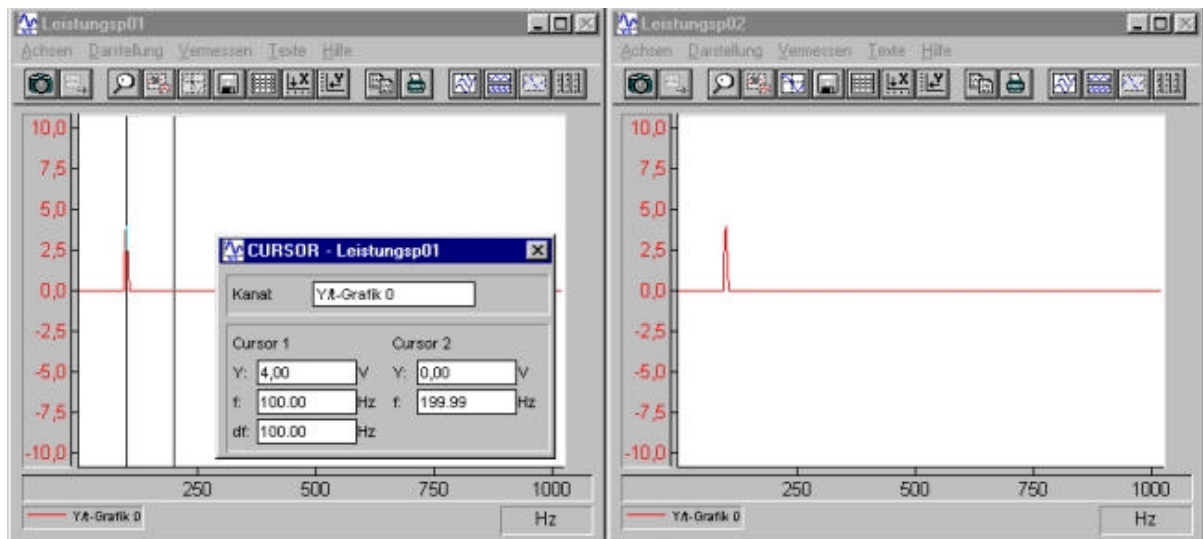 Leistungsp01
Achsen Darstellung Vermessen Texte Hilfe
10,0
7,5
5,0
2,5
0,0
-2,5
-5,0
-7,5
-10,0
CURSOR - Leistungsp01
Kanal: Y/t-Grafik 0
Cursor 1 Cursor 2
Y: 4,00 V Y: 0,00 V
f: 100.00 Hz f: 199.99 Hz
df: 100.00 Hz
250 500 750 1000
Y/t-Grafik 0 Hz
Leistungsp02
Achsen Darstellung Vermessen Texte Hilfe
10,0
7,5
5,0
2,5
0,0
-2,5
-5,0
-7,5
-10,0
250 500 750 1000
Y/t-Grafik 0 Hz